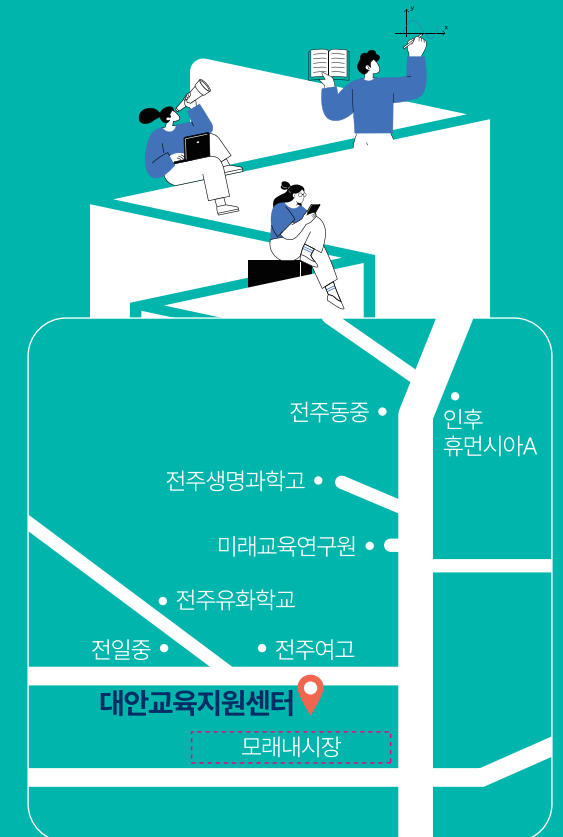 y
x
전주동중
인후
휴먼시아A
전주생명과학고
미래교육연구원
전주유화학교
전일중
전주여고
대안교육지원센터
모래내시장